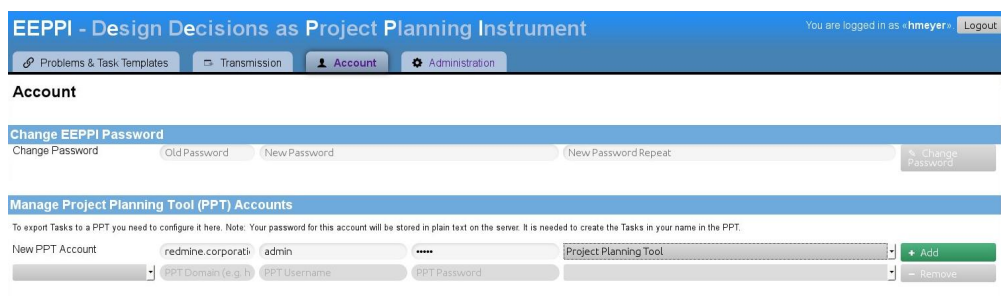 EEPPI - Design Decisions as Project Planning Instrument
You are logged in as «hmeyer» Logout
Problems & Task Templates Transmission Account Administration
Account
Change EEPPI Password
Change Password Old Password New Password New Password Repeat Change Password
Manage Project Planning Tool (PPT) Accounts
To export Tasks to a PPT you need to configure it here. Note: Your password for this account will be stored in plain text on the server. It is needed to create the Tasks in your name in the PPT.
New PPT Account redmine.corporati admin ••••• Project Planning Tool + Add
PPT Domain (e.g. h PPT Username PPT Password − Remove